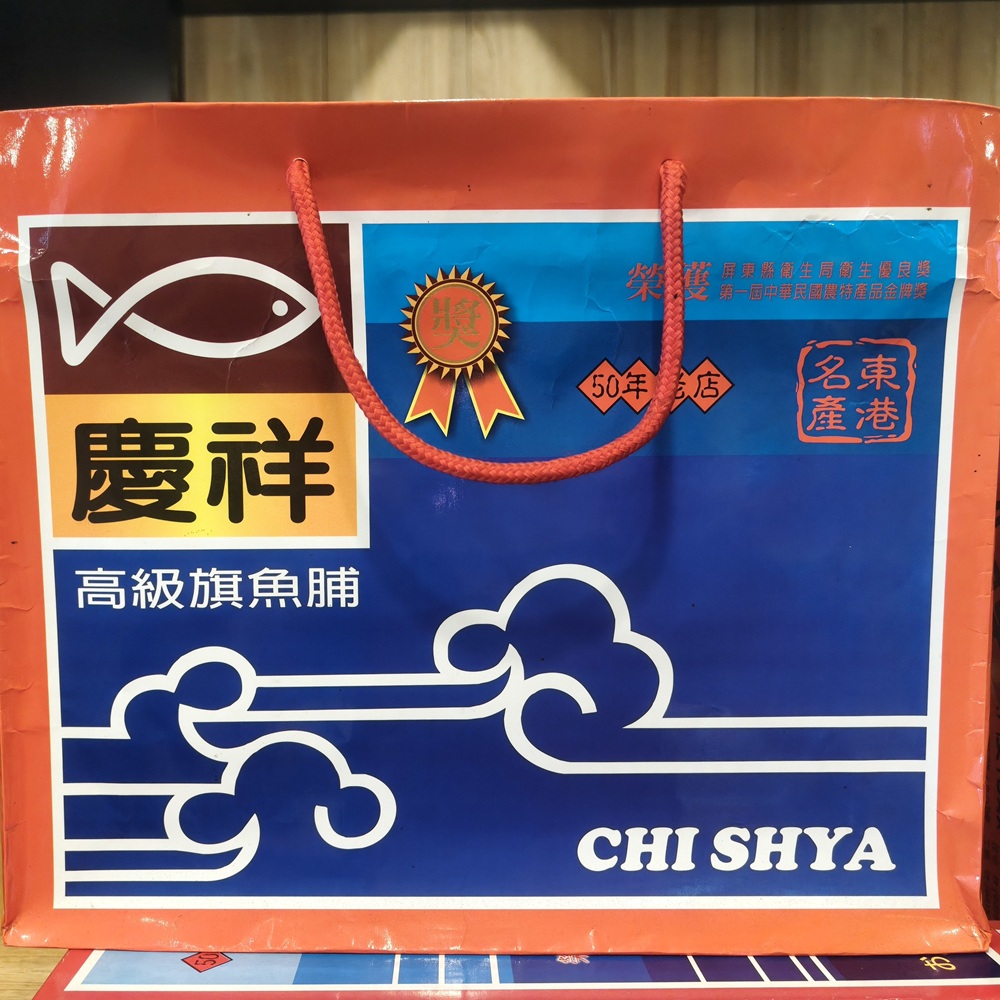 榮獲
屏東縣衛生局衛生優良獎
第一屆中華民國農特產品金牌獎
獎
50年老店
東港
名產
慶祥
高級旗魚脯
CHI SHYA
50
お